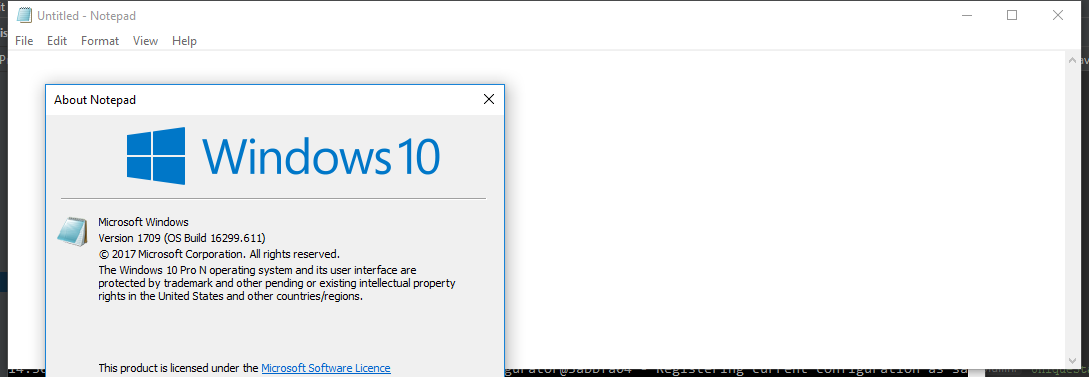 Untitled - Notepad
File Edit Format View Help
About Notepad
Windows 10
Microsoft Windows
Version 1709 (OS Build 16299.611)
© 2017 Microsoft Corporation. All rights reserved.
The Windows 10 Pro N operating system and its user interface are
protected by trademark and other pending or existing intellectual property
rights in the United States and other countries/regions.
This product is licensed under the Microsoft Software Licence
gurator@5abbfa04 - Registering current configuration as sa